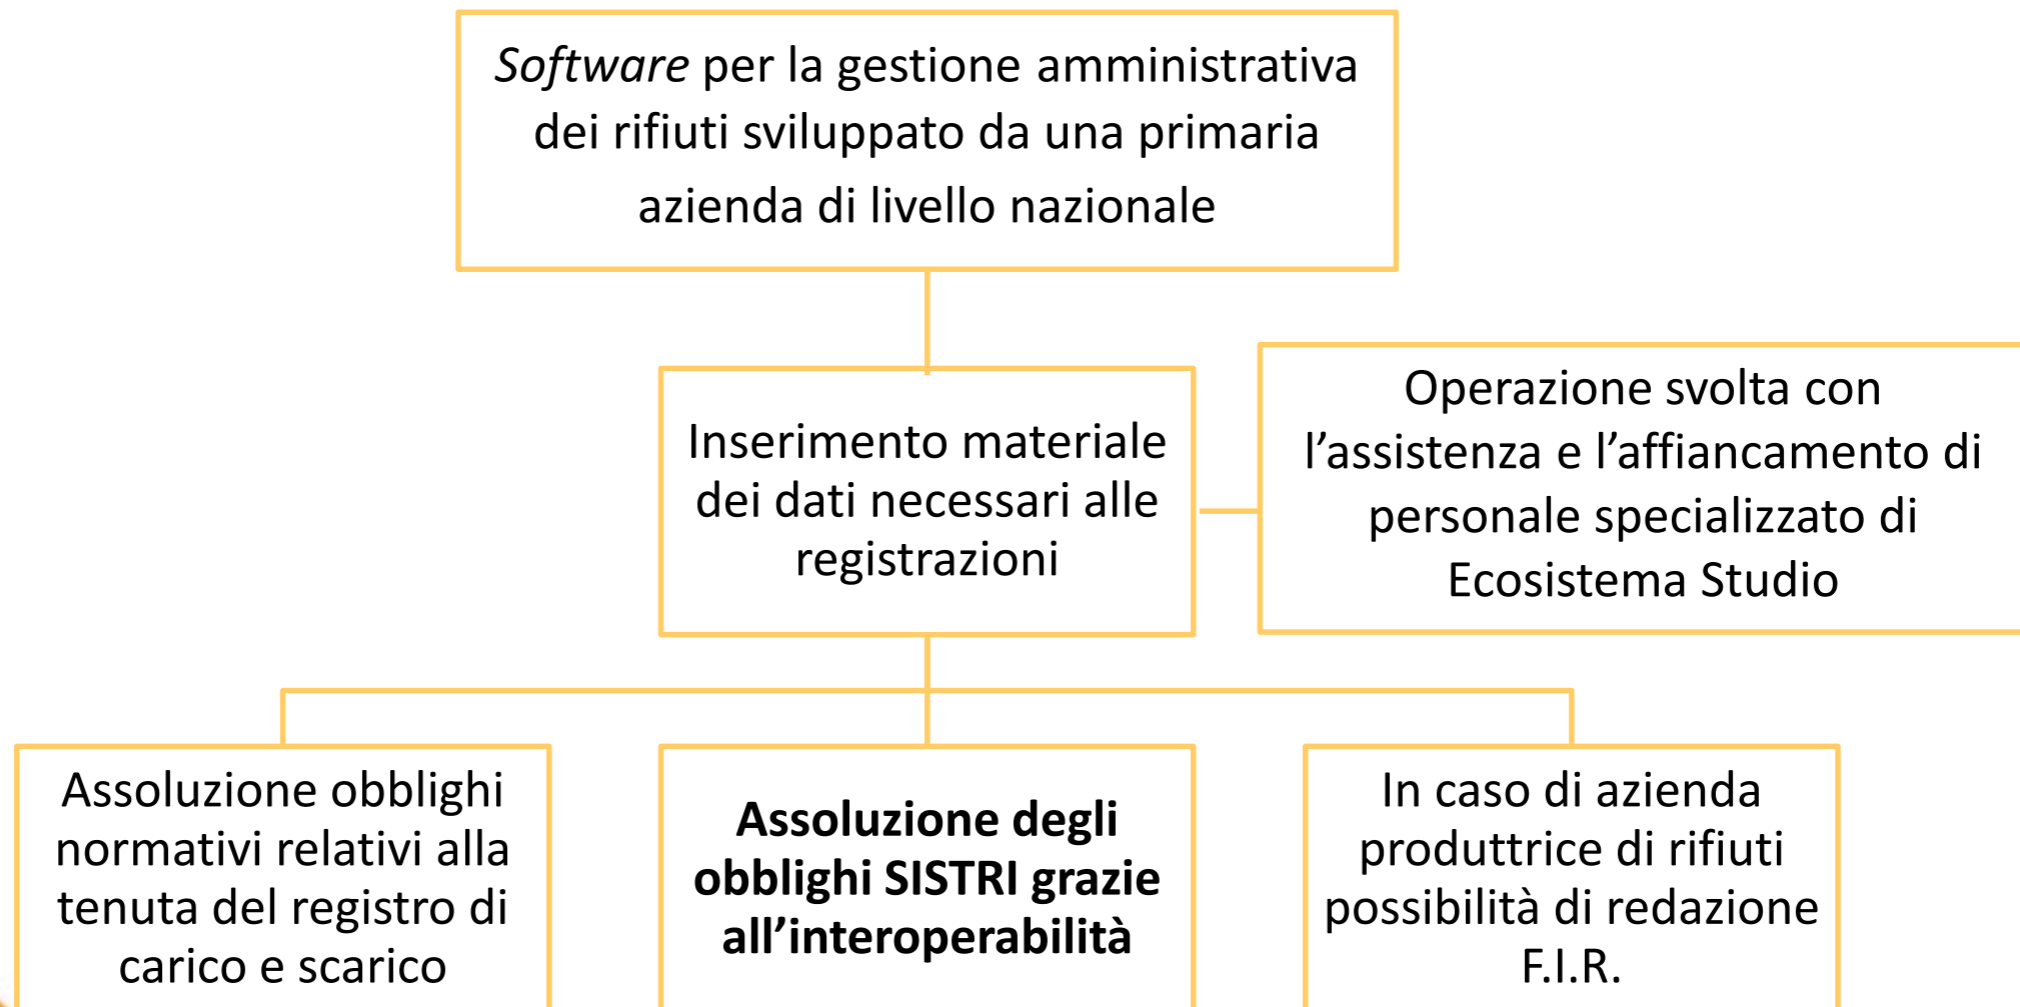 Software per la gestione amministrativa
dei rifiuti sviluppato da una primaria
azienda di livello nazionale
Inserimento materiale
dei dati necessari alle
registrazioni
Operazione svolta con
l’assistenza e l’affiancamento di
personale specializzato di
Ecosistema Studio
Assoluzione obblighi
normativi relativi alla
tenuta del registro di
carico e scarico
Assoluzione degli
obblighi SISTRI grazie
all’interoperabilità
In caso di azienda
produttrice di rifiuti
possibilità di redazione
F.I.R.